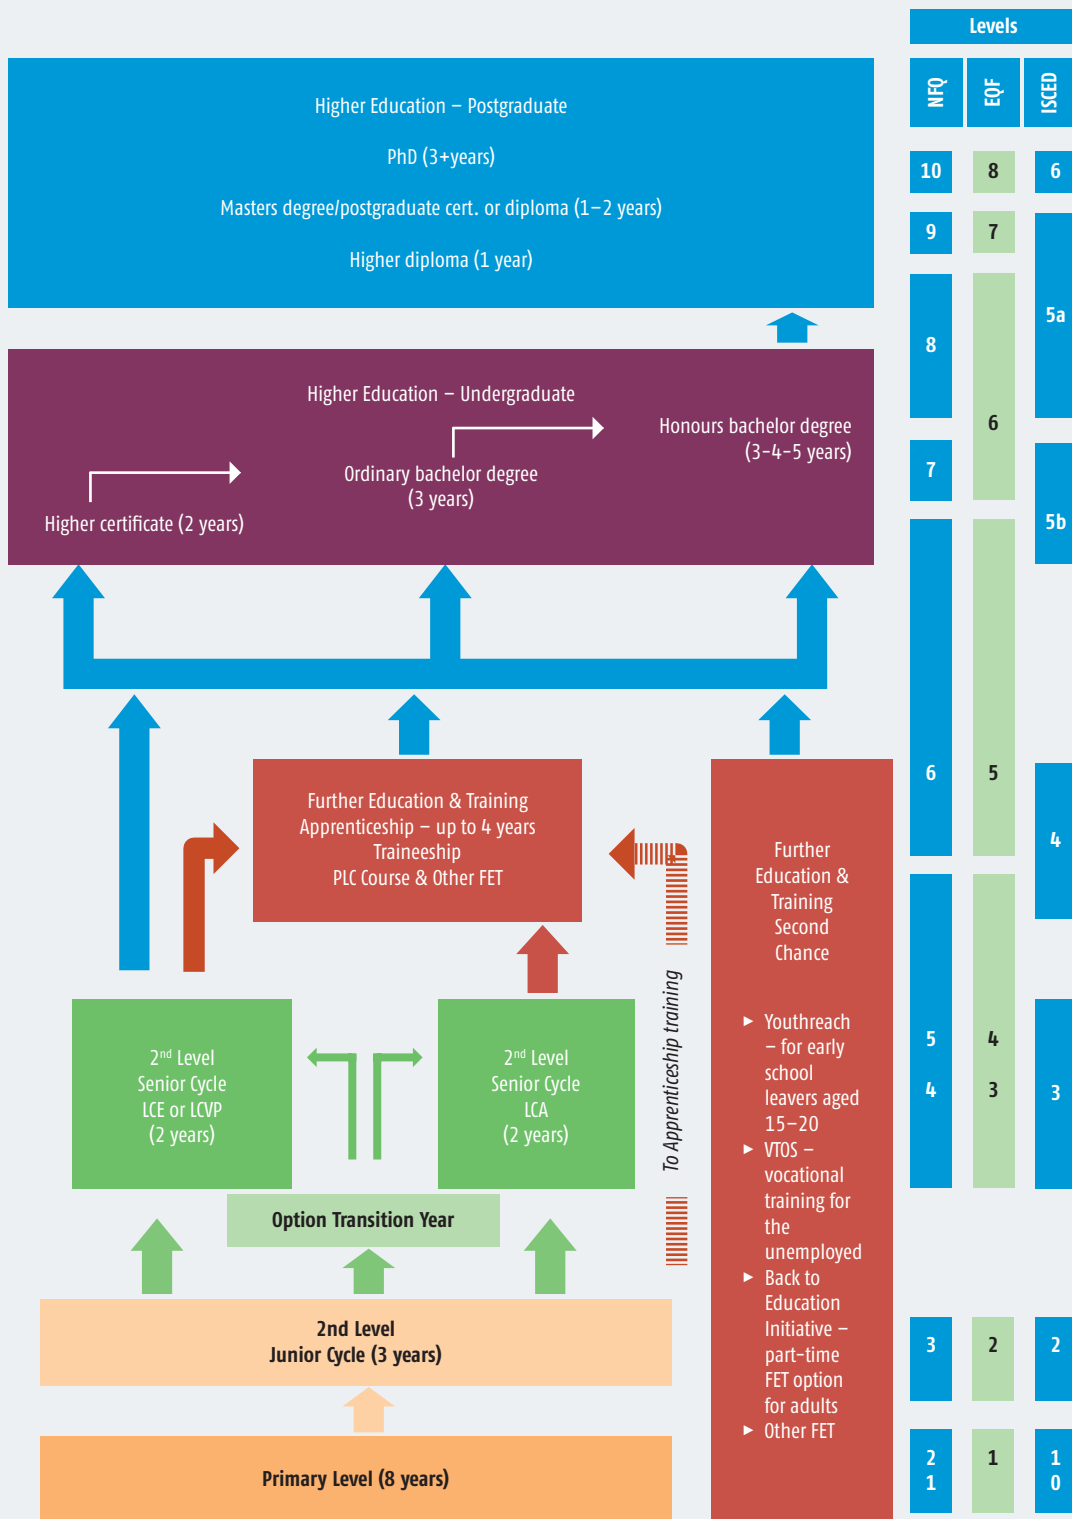 Levels
NFQ
EQF
ISCED
Higher Education – Postgraduate
PhD (3+years)
Masters degree/postgraduate cert. or diploma (1–2 years)
Higher diploma (1 year)
10
8
6
9
7
5a
8
6
7
5b
Higher Education – Undergraduate
Honours bachelor degree
(3-4-5 years)
Ordinary bachelor degree
(3 years)
Higher certificate (2 years)
6
5
4
Further Education & Training
Apprenticeship – up to 4 years
Traineeship
PLC Course & Other FET
Further
Education &
Training
Second
Chance
► Youthreach
– for early
school
leavers aged
15–20
► VTOS –
vocational
training for
the
unemployed
► Back to
Education
Initiative –
part-time
FET option
for adults
► Other FET
To Apprenticeship training
2nd Level
Senior Cycle
LCE or LCVP
(2 years)
2nd Level
Senior Cycle
LCA
(2 years)
5
4
4
3
3
Option Transition Year
2nd Level
Junior Cycle (3 years)
3
2
2
Primary Level (8 years)
2
1
1
1
0